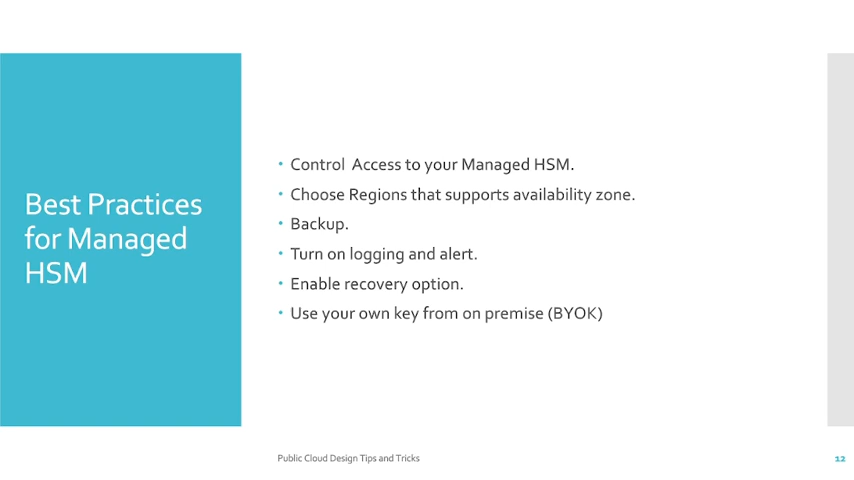 Best Practices
for Managed
HSM
• Control Access to your Managed HSM.
• Choose Regions that supports availability zone.
• Backup.
• Turn on logging and alert.
• Enable recovery option.
• Use your own key from on premise (BYOK)
Public Cloud Design Tips and Tricks
12